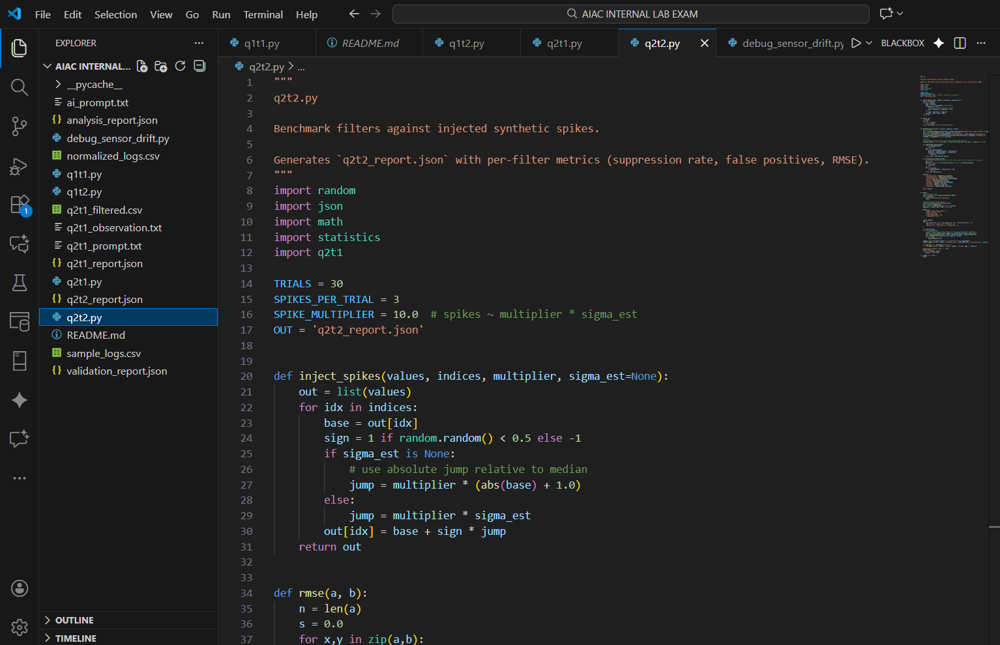 File Edit Selection View Go Run Terminal Help
AIAC INTERNAL LAB EXAM
EXPLORER
AIAC INTERNAL...
__pycache__
ai_prompt.txt
analysis_report.json
debug_sensor_drift.py
normalized_logs.csv
q1t1.py
q1t2.py
q2t1_filtered.csv
q2t1_observation.txt
q2t1_prompt.txt
q2t1_report.json
q2t1.py
q2t2_report.json
q2t2.py
README.md
sample_logs.csv
validation_report.json
OUTLINE
TIMELINE
1
q1t1.py README.md q1t2.py q2t1.py q2t2.py debug_sensor_drift.py BLACKBOX
q2t2.py > ...
1 """
2 q2t2.py
3
4 Benchmark filters against injected synthetic spikes.
5
6 Generates `q2t2_report.json` with per-filter metrics (suppression rate, false positives, RMSE).
7 """
8 import random
9 import json
10 import math
11 import statistics
12 import q2t1
13
14 TRIALS = 30
15 SPIKES_PER_TRIAL = 3
16 SPIKE_MULTIPLIER = 10.0  # spikes ~ multiplier * sigma_est
17 OUT = 'q2t2_report.json'
18
19
20 def inject_spikes(values, indices, multiplier, sigma_est=None):
21     out = list(values)
22     for idx in indices:
23         base = out[idx]
24         sign = 1 if random.random() < 0.5 else -1
25         if sigma_est is None:
26             # use absolute jump relative to median
27             jump = multiplier * (abs(base) + 1.0)
28         else:
29             jump = multiplier * sigma_est
30         out[idx] = base + sign * jump
31     return out
32
33
34 def rmse(a, b):
35     n = len(a)
36     s = 0.0
37     for x,y in zip(a,b):